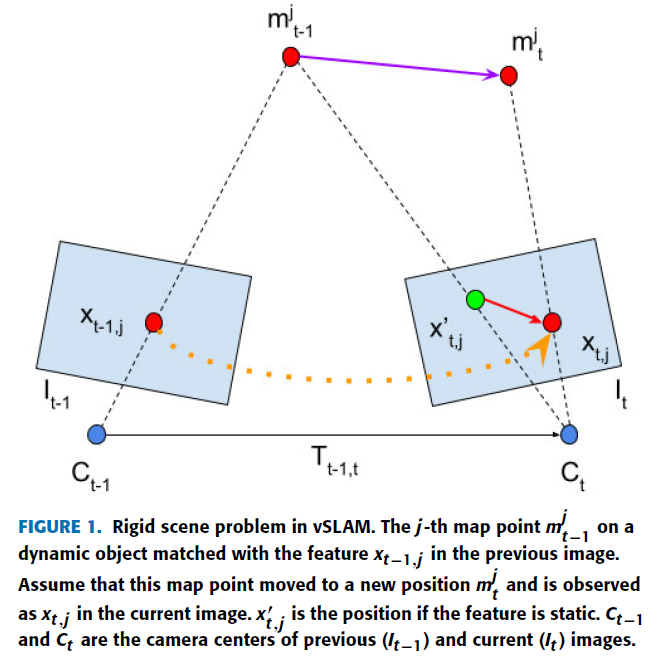 m^j_{t-1}
m^j_t
x_{t-1,j}
x'_{t,j}
x_{t,j}
I_{t-1}
I_t
T_{t-1,t}
C_{t-1}
C_t
FIGURE 1. Rigid scene problem in vSLAM. The j-th map point m^j_{t-1} on a
dynamic object matched with the feature x_{t-1,j} in the previous image.
Assume that this map point moved to a new position m^j_t and is observed
as x_{t,j} in the current image. x'_{t,j} is the position if the feature is static. C_{t-1}
and C_t are the camera centers of previous (I_{t-1}) and current (I_t) images.